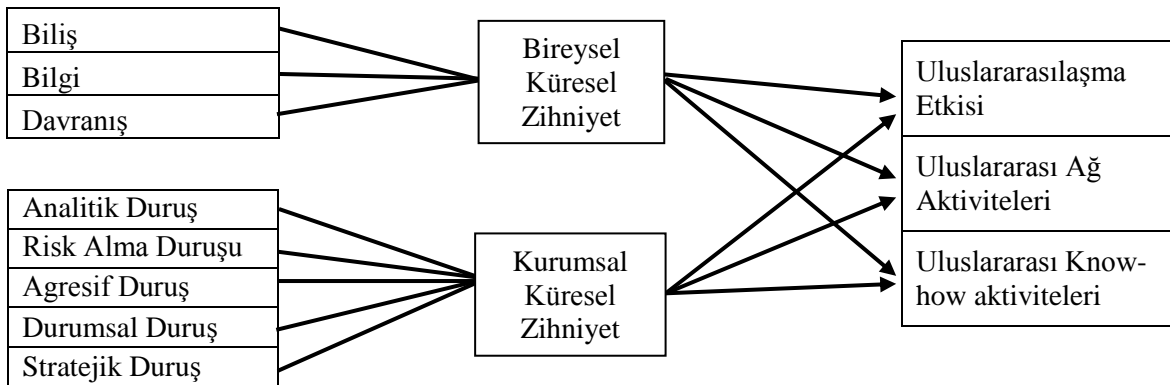 Biliş
Bilgi
Davranış
Bireysel
Küresel
Zihniyet
Analitik Duruş
Risk Alma Duruşu
Agresif Duruş
Durumsal Duruş
Stratejik Duruş
Kurumsal
Küresel
Zihniyet
Uluslararasılaşma
Etkisi
Uluslararası Ağ
Aktiviteleri
Uluslararası Know-
how aktiviteleri